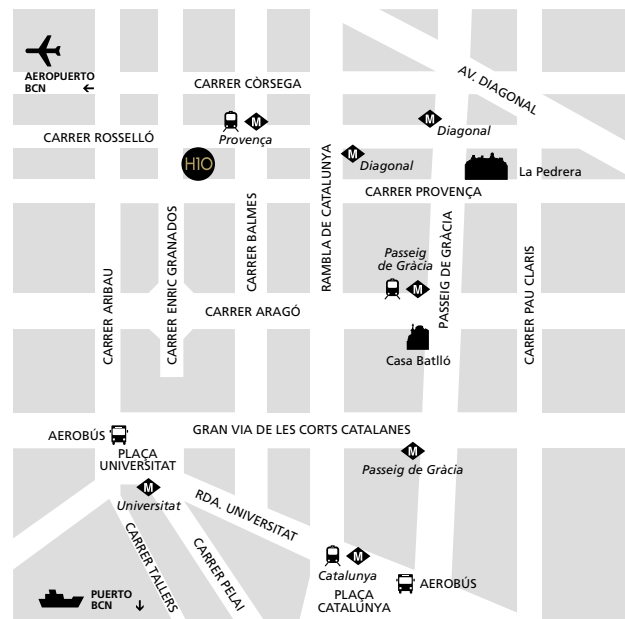 AEROPUERTO
BCN ←
CARRER CÒRSEGA
AV. DIAGONAL
M
Provença
M
Diagonal
CARRER ROSSELLÓ
H10
M
Diagonal
La Pedrera
CARRER PROVENÇA
RAMBLA DE CATALUNYA
CARRER BALMES
CARRER ENRIC GRANADOS
CARRER ARIBAU
PASSEIG DE GRÀCIA
CARRER PAU CLARIS
Passeig
de Gràcia
M
CARRER ARAGÓ
Casa Batlló
AEROBÚS
GRAN VIA DE LES CORTS CATALANES
PLAÇA
UNIVERSITAT
M
Passeig de Gràcia
M
Universitat
RDA. UNIVERSITAT
CARRER TALLERS
CARRER PELAI
M
Catalunya
PLAÇA
CATALUNYA
AEROBÚS
PUERTO
BCN ↓